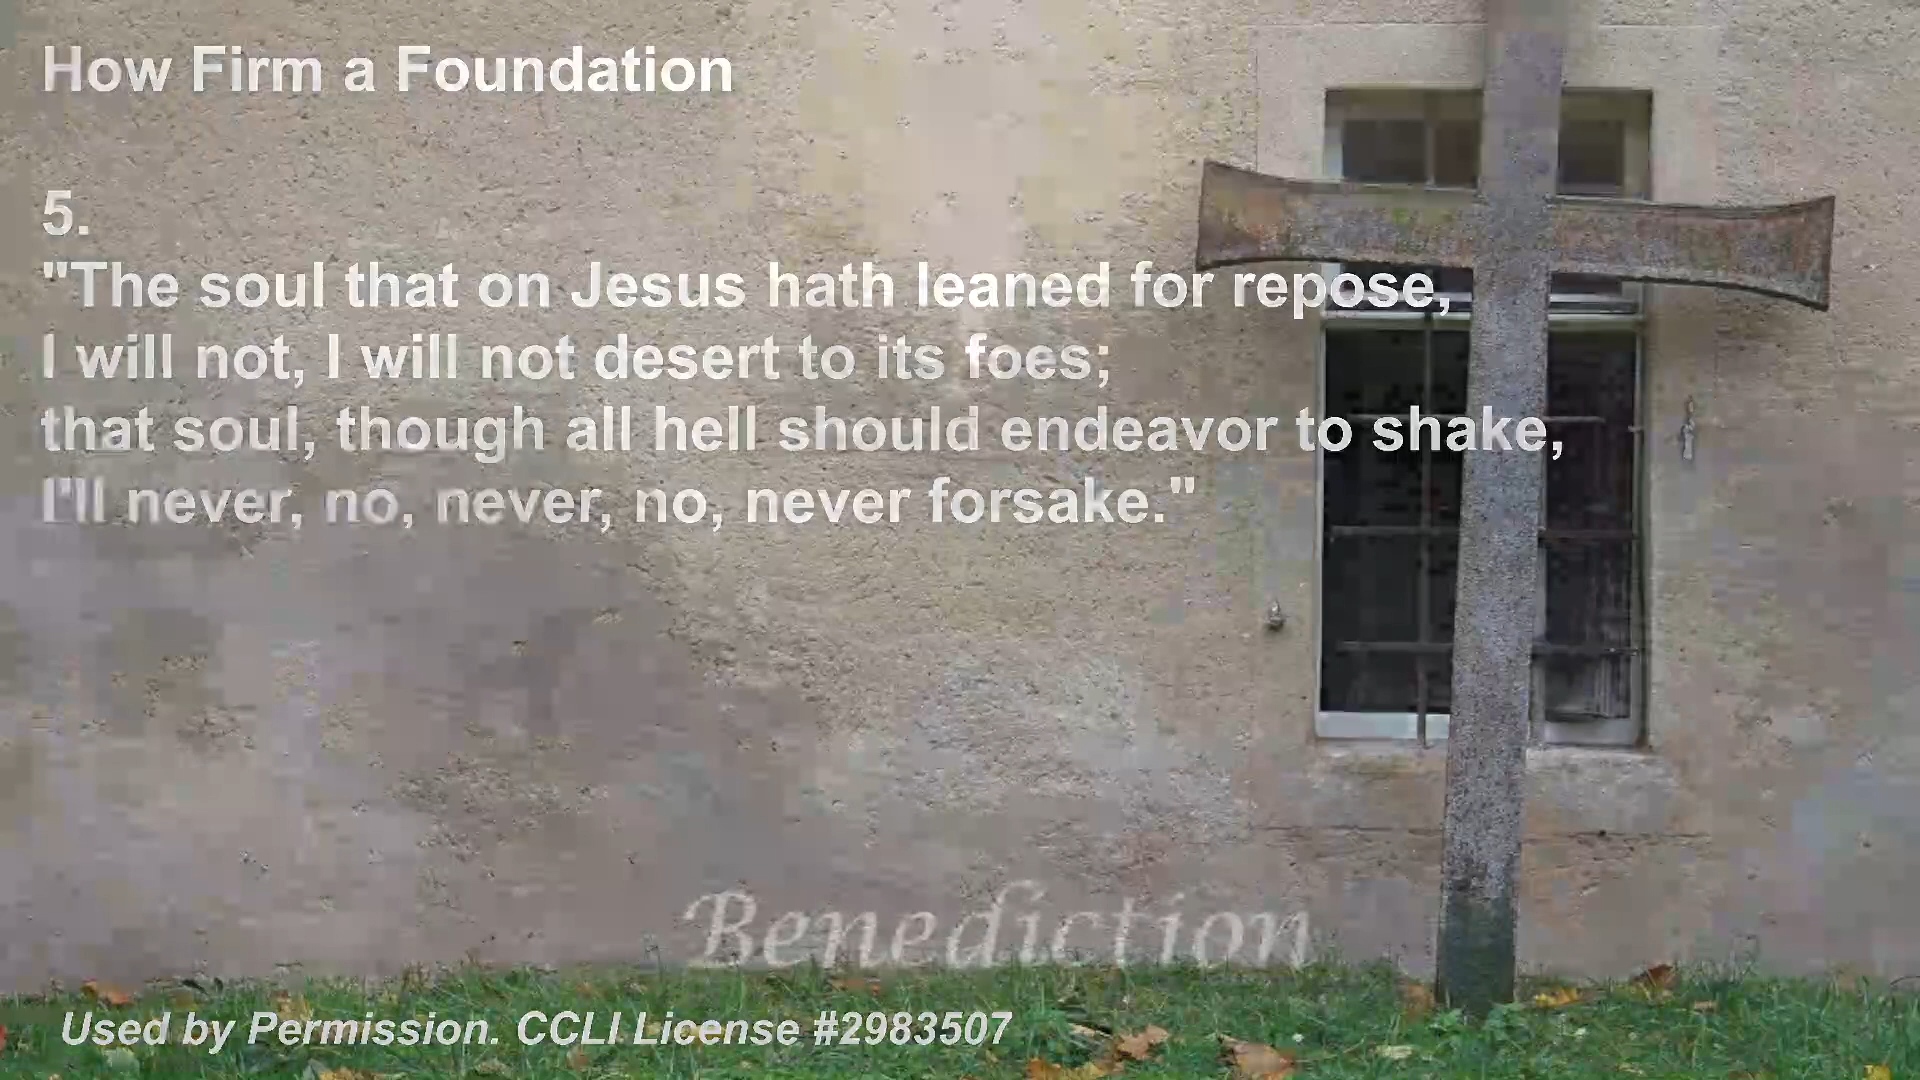 How Firm a Foundation
5.
"The soul that on Jesus hath leaned for repose,
I will not, I will not desert to its foes;
that soul, though all hell should endeavor to shake,
I'll never, no, never, no, never forsake."
Benediction
Used by Permission. CCLI License #2983507